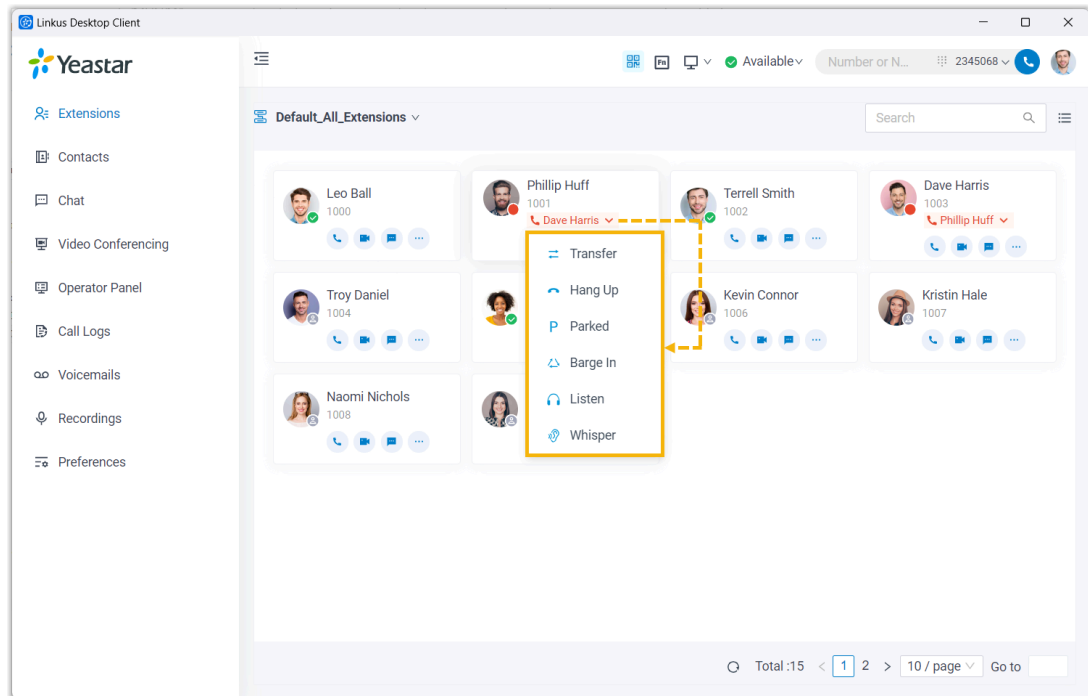 Linkus Desktop Client
Yeastar
Fn
Available
Number or N...
2345068
Extensions
Contacts
Chat
Video Conferencing
Operator Panel
Call Logs
Voicemails
Recordings
Preferences
Default_All_Extensions
Search
Leo Ball
1000
Phillip Huff
1001
Dave Harris
Terrell Smith
1002
Dave Harris
1003
Phillip Huff
Transfer
Hang Up
P Parked
Barge In
Listen
Whisper
Troy Daniel
1004
Kevin Connor
1006
Kristin Hale
1007
Naomi Nichols
1008
Total :15 < 1 2 > 10 / page Go to